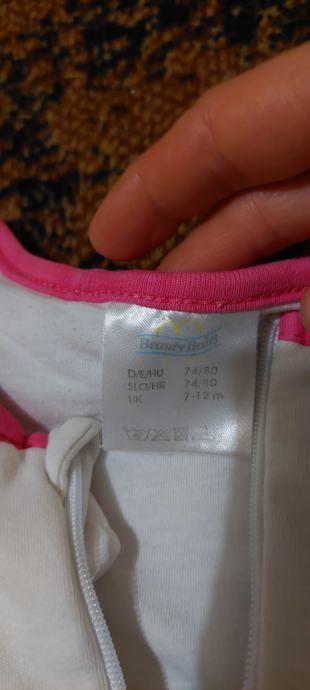 Beauty Baby
D/E/HU 74/80
SLO/HR 74/80
UK 7-12 m